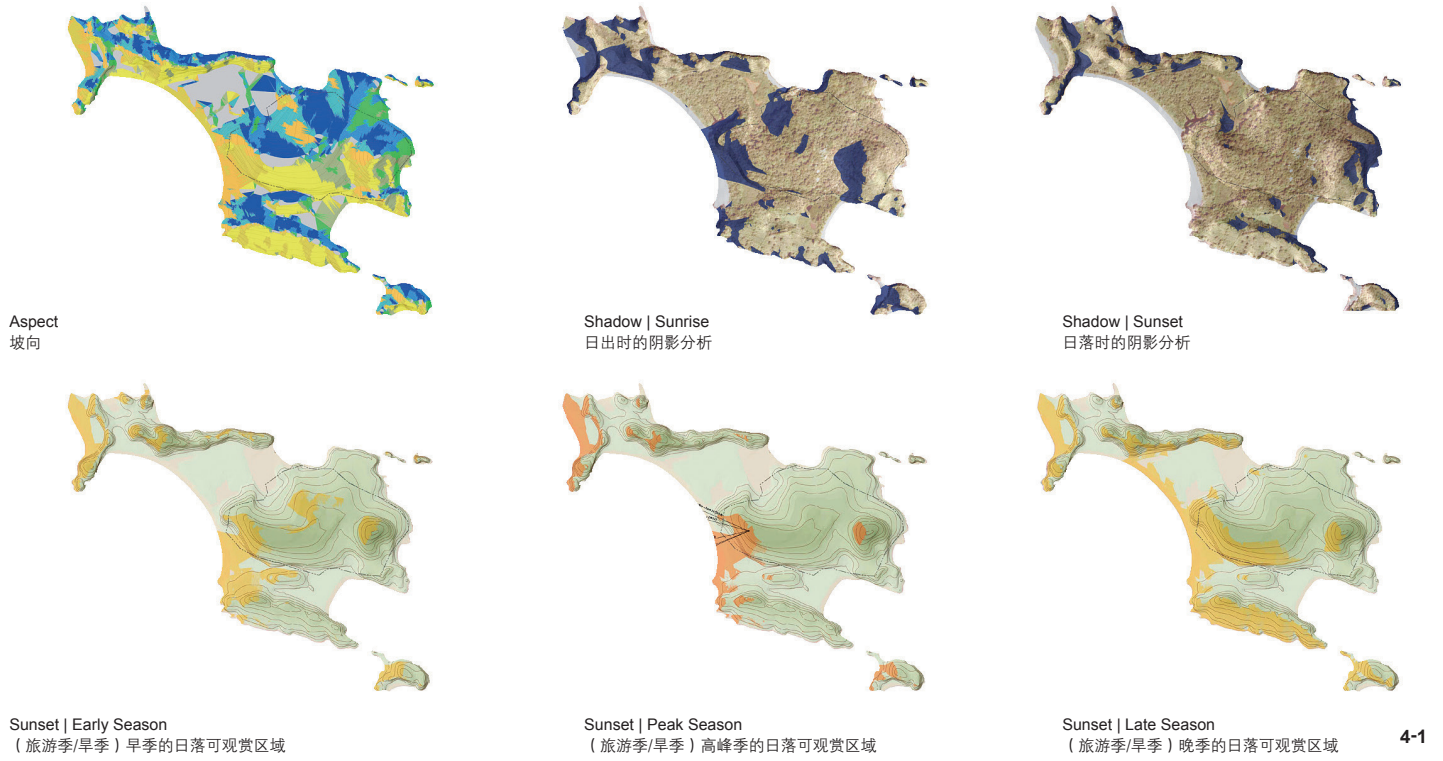 Aspect
坡向
Shadow | Sunrise
日出时的阴影分析
Shadow | Sunset
日落时的阴影分析
Sunset | Early Season
（旅游季/旱季）早季的日落可观赏区域
Sunset | Peak Season
（旅游季/旱季）高峰季的日落可观赏区域
Sunset | Late Season
（旅游季/旱季）晚季的日落可观赏区域
4-1